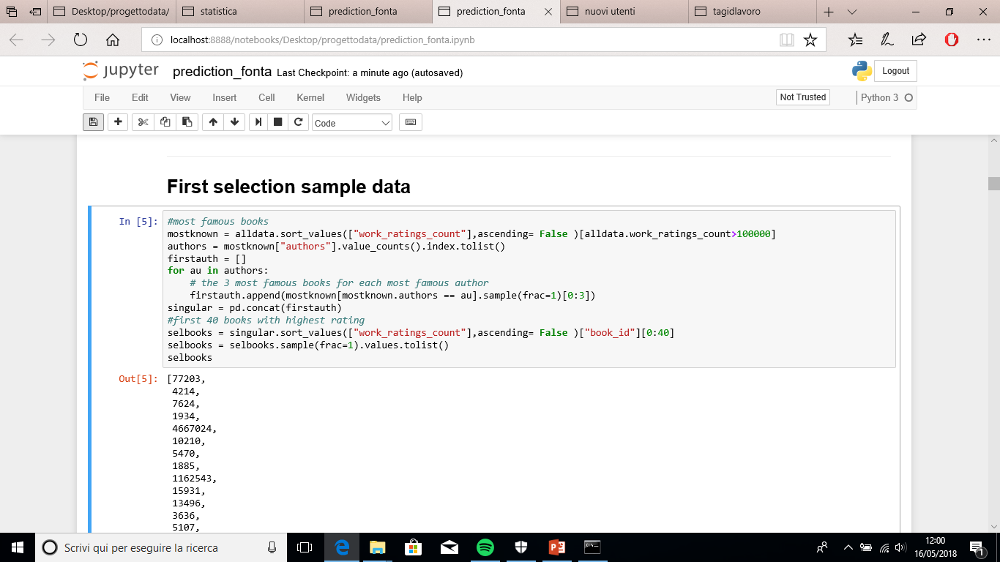 Desktop/progettodata/
statistica
prediction_fonta
prediction_fonta
nuovi utenti
tagidlavoro
localhost:8888/notebooks/Desktop/progettodata/prediction_fonta.ipynb
jupyter prediction_fonta Last Checkpoint: a minute ago (autosaved)
Logout
File Edit View Insert Cell Kernel Widgets Help
Not Trusted
Python 3
Code
First selection sample data
In [5]:
#most famous books
mostknown = alldata.sort_values(["work_ratings_count"],ascending= False )[alldata.work_ratings_count>100000]
authors = mostknown["authors"].value_counts().index.tolist()
firstauth = []
for au in authors:
    # the 3 most famous books for each most famous author
    firstauth.append(mostknown[mostknown.authors == au].sample(frac=1)[0:3])
singular = pd.concat(firstauth)
#first 40 books with highest rating
selbooks = singular.sort_values(["work_ratings_count"],ascending= False )["book_id"][0:40]
selbooks = selbooks.sample(frac=1).values.tolist()
selbooks
Out[5]:
[77203,
4214,
7624,
1934,
4667024,
10210,
5470,
1885,
1162543,
15931,
13496,
3636,
5107,
Scrivi qui per eseguire la ricerca
12:00
16/05/2018
1